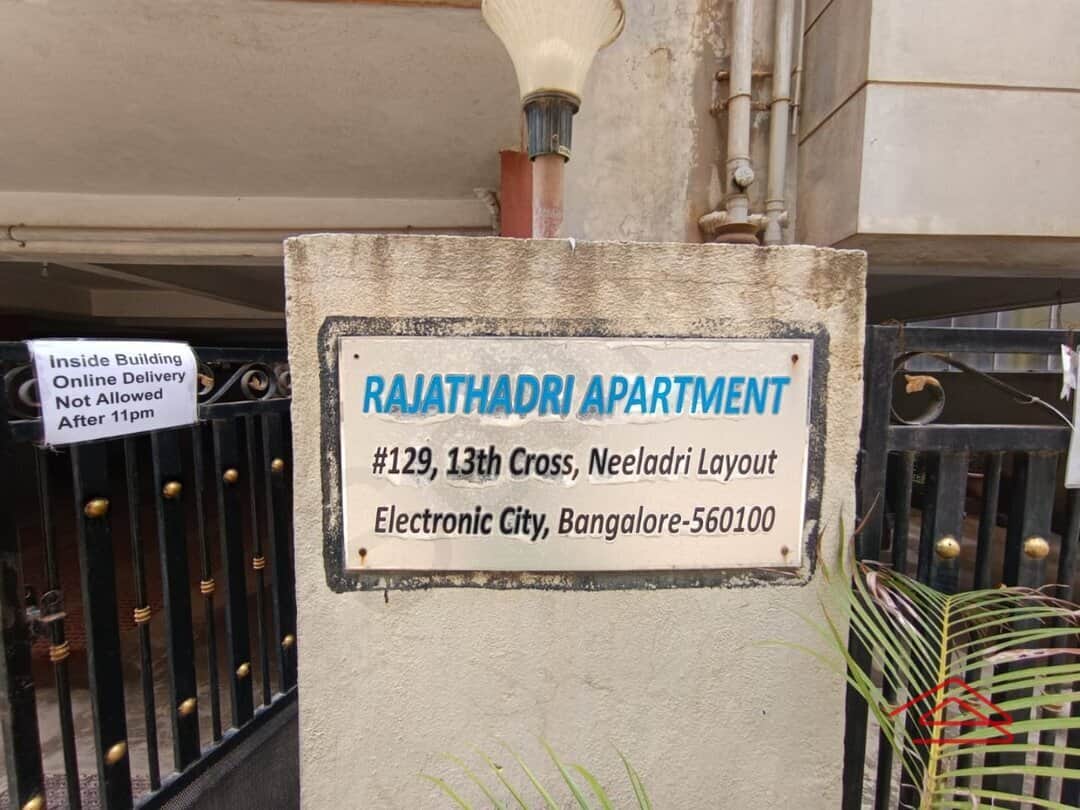 Inside Building
Online Delivery
Not Allowed
After 11pm
RAJATHADRI APARTMENT
#129, 13th Cross, Neeladri Layout
Electronic City, Bangalore-560100